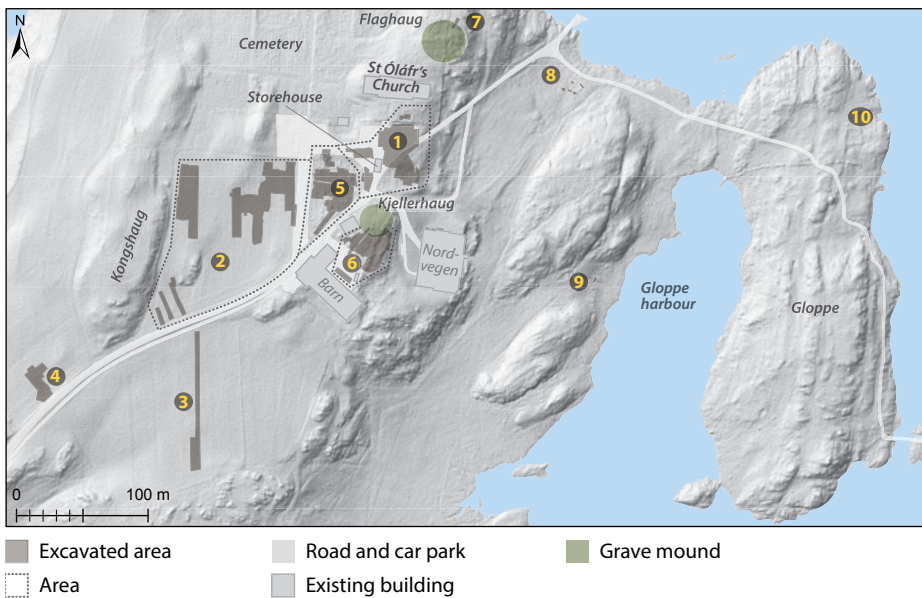 N
Flaghaug
7
Cemetery
8
St Óláfr's
Church
Storehouse
10
1
5
Kjellerhaug
Kongshaug
Nord-
vegen
2
6
9
Gloppe
harbour
Gloppe
Barn
4
3
0
100 m
Excavated area
Road and car park
Grave mound
Area
Existing building